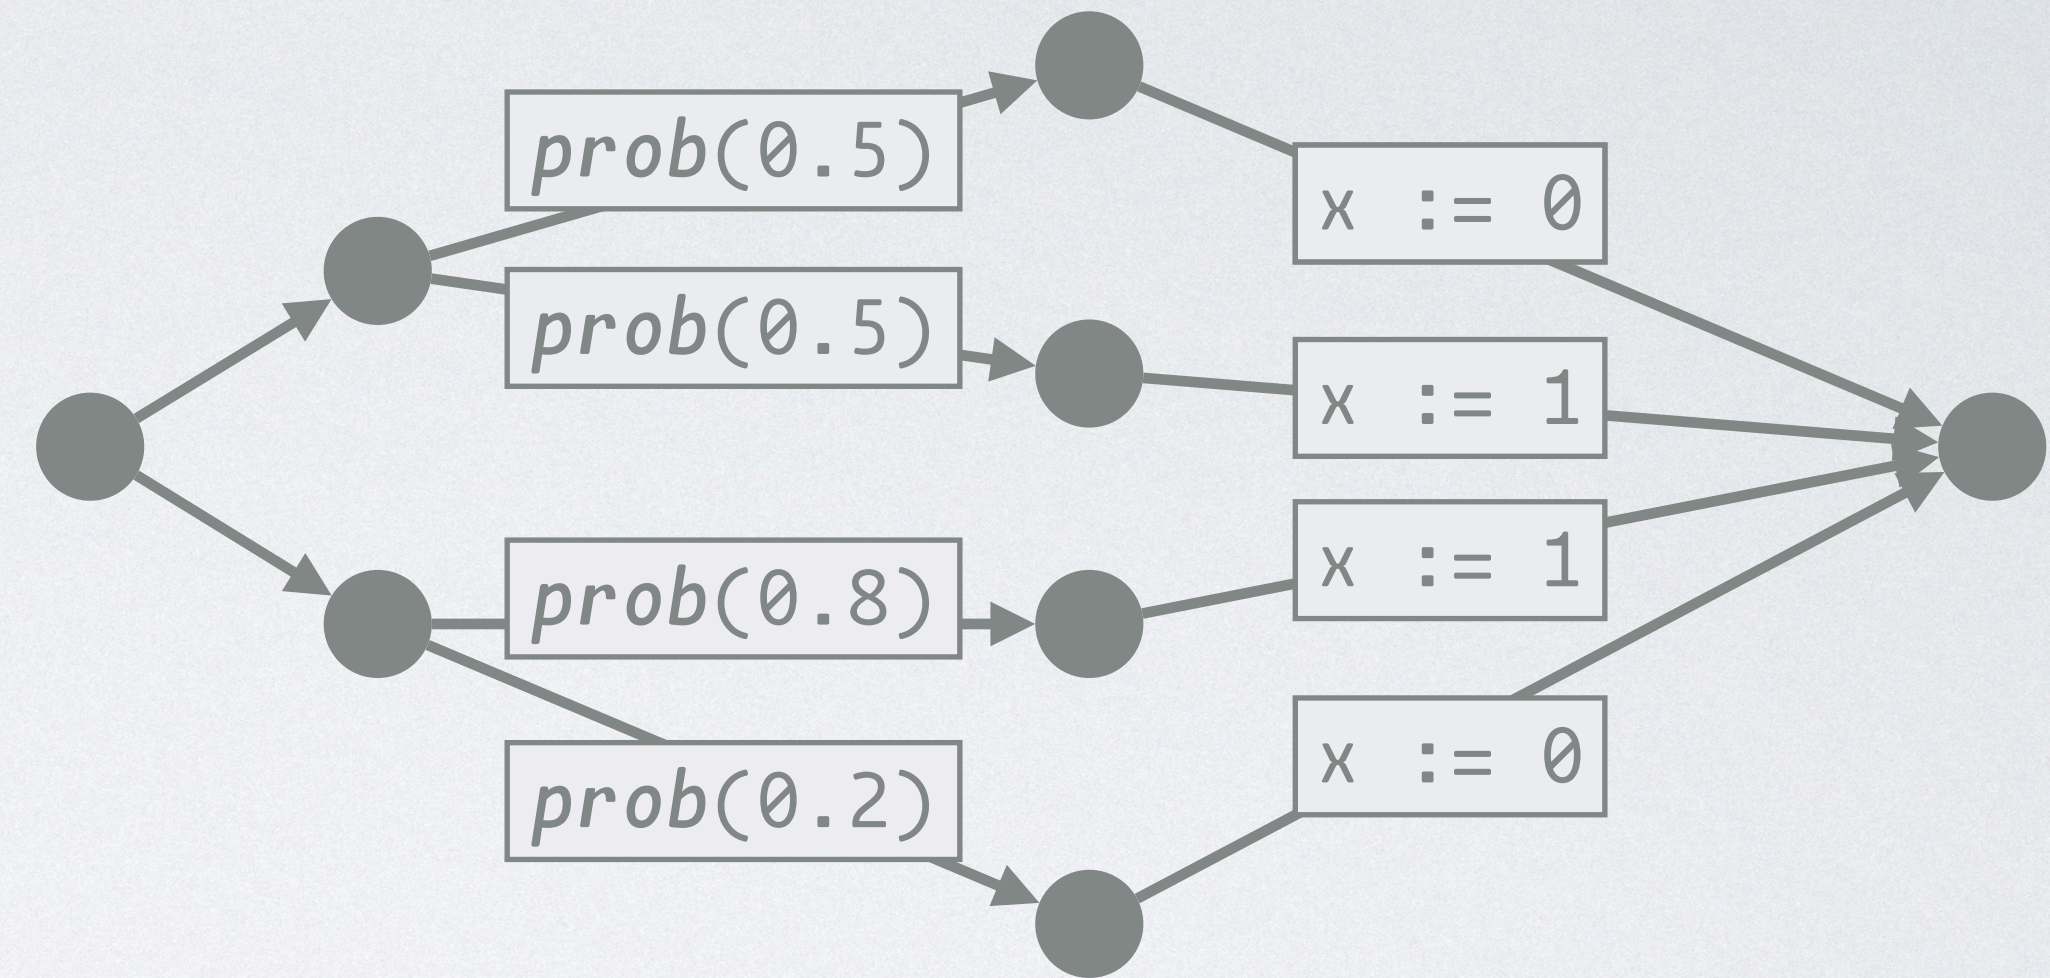 prob(0.5)
x := 0
prob(0.5)
x := 1
prob(0.8)
x := 1
prob(0.2)
x := 0